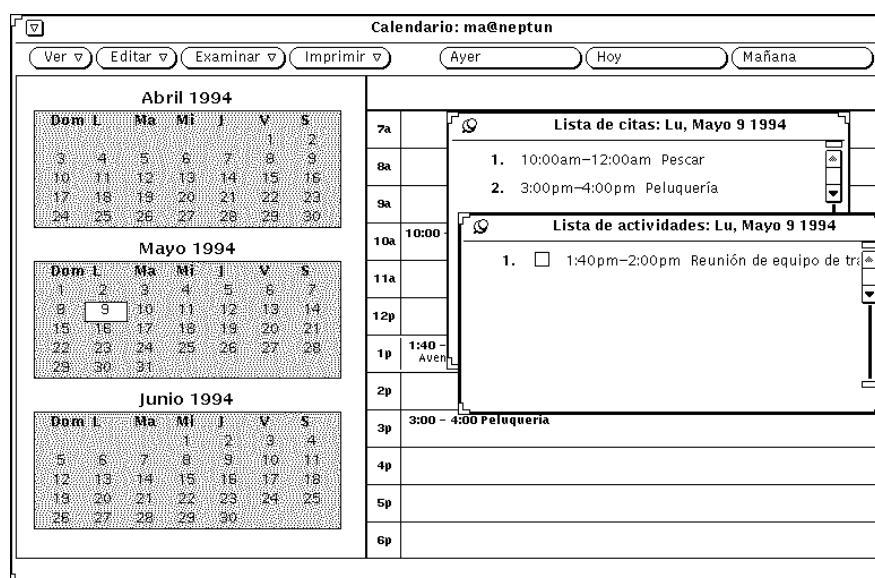 Calendario: ma@neptun
Ver Editar Examinar Imprimir Ayer Hoy Mañana
Abril 1994
Dom L Ma Mi J V S
1 2
3 4 5 6 7 8 9
10 11 12 13 14 15 16
17 18 19 20 21 22 23
24 25 26 27 28 29 30
Mayo 1994
Dom L Ma Mi J V S
1 2 3 4 5 6 7
8 9 10 11 12 13 14
15 16 17 18 19 20 21
22 23 24 25 26 27 28
29 30 31
Junio 1994
Dom L Ma Mi J V S
1 2 3 4
5 6 7 8 9 10 11
12 13 14 15 16 17 18
19 20 21 22 23 24 25
26 27 28 29 30
7a
8a
9a
10a 10:00 -
11a
12p
1p 1:40 -
Aven
2p
3p 3:00 - 4:00 Peluquería
4p
5p
6p
Lista de citas: Lu, Mayo 9 1994
1. 10:00am-12:00am Pescar
2. 3:00pm-4:00pm Peluquería
Lista de actividades: Lu, Mayo 9 1994
1. 1:40pm-2:00pm Reunión de equipo de tra